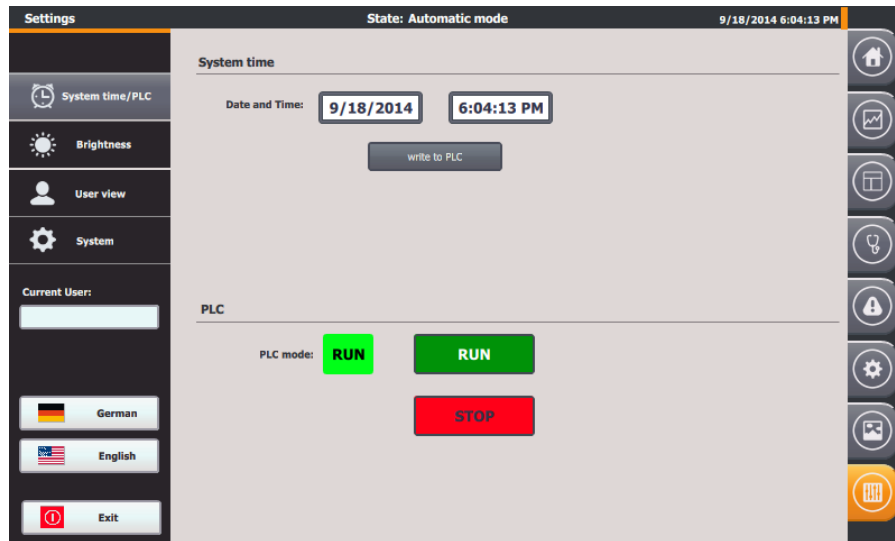 Settings
State: Automatic mode
9/18/2014 6:04:13 PM
System time/PLC
Brightness
User view
System
Current User:
German
English
Exit
System time
Date and Time:
9/18/2014
6:04:13 PM
write to PLC
PLC
PLC mode:
RUN
RUN
STOP